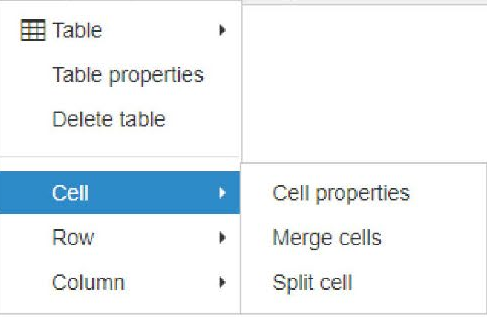 Table
Table properties
Delete table
Cell
Row
Column
Cell properties
Merge cells
Split cell